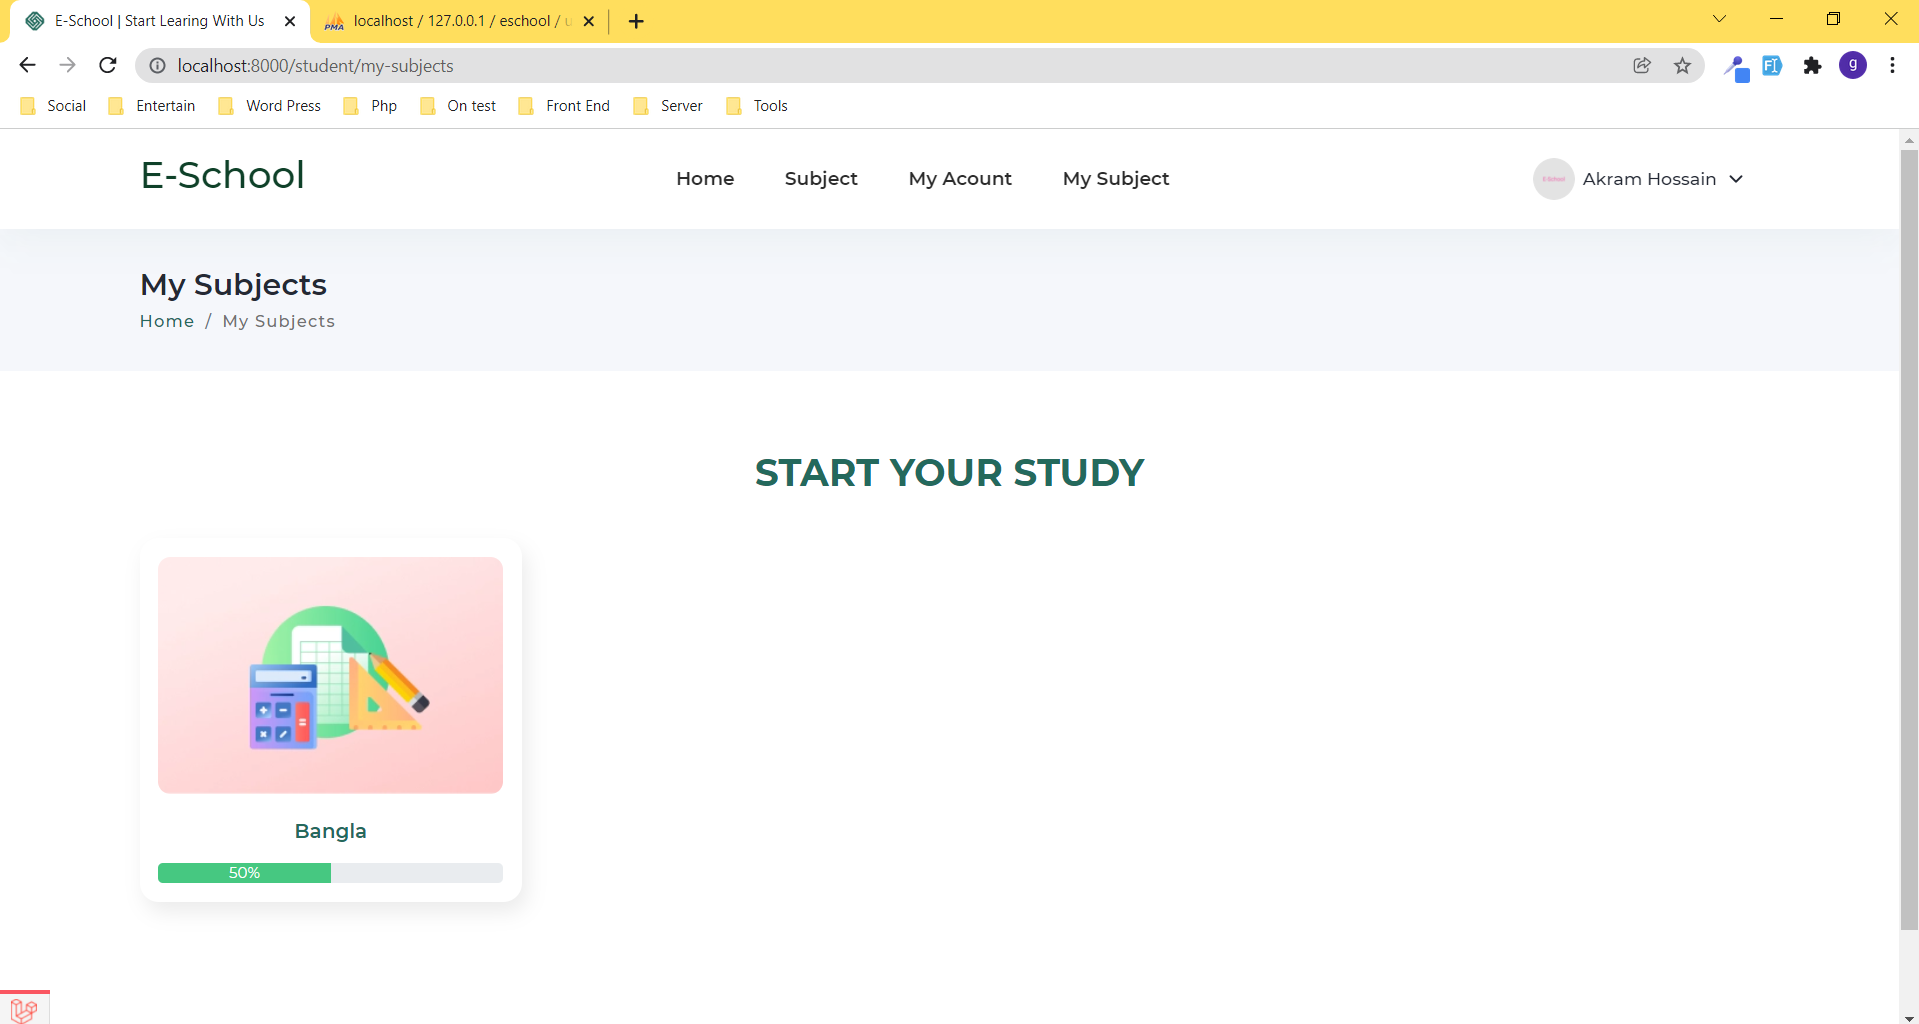 E-School | Start Learing With Us
PMA localhost / 127.0.0.1 / eschool / u
localhost:8000/student/my-subjects
g
Social Entertain Word Press Php On test Front End Server Tools
E-School Home Subject My Acount My Subject E-School Akram Hossain
My Subjects
Home / My Subjects
START YOUR STUDY
Bangla
50%